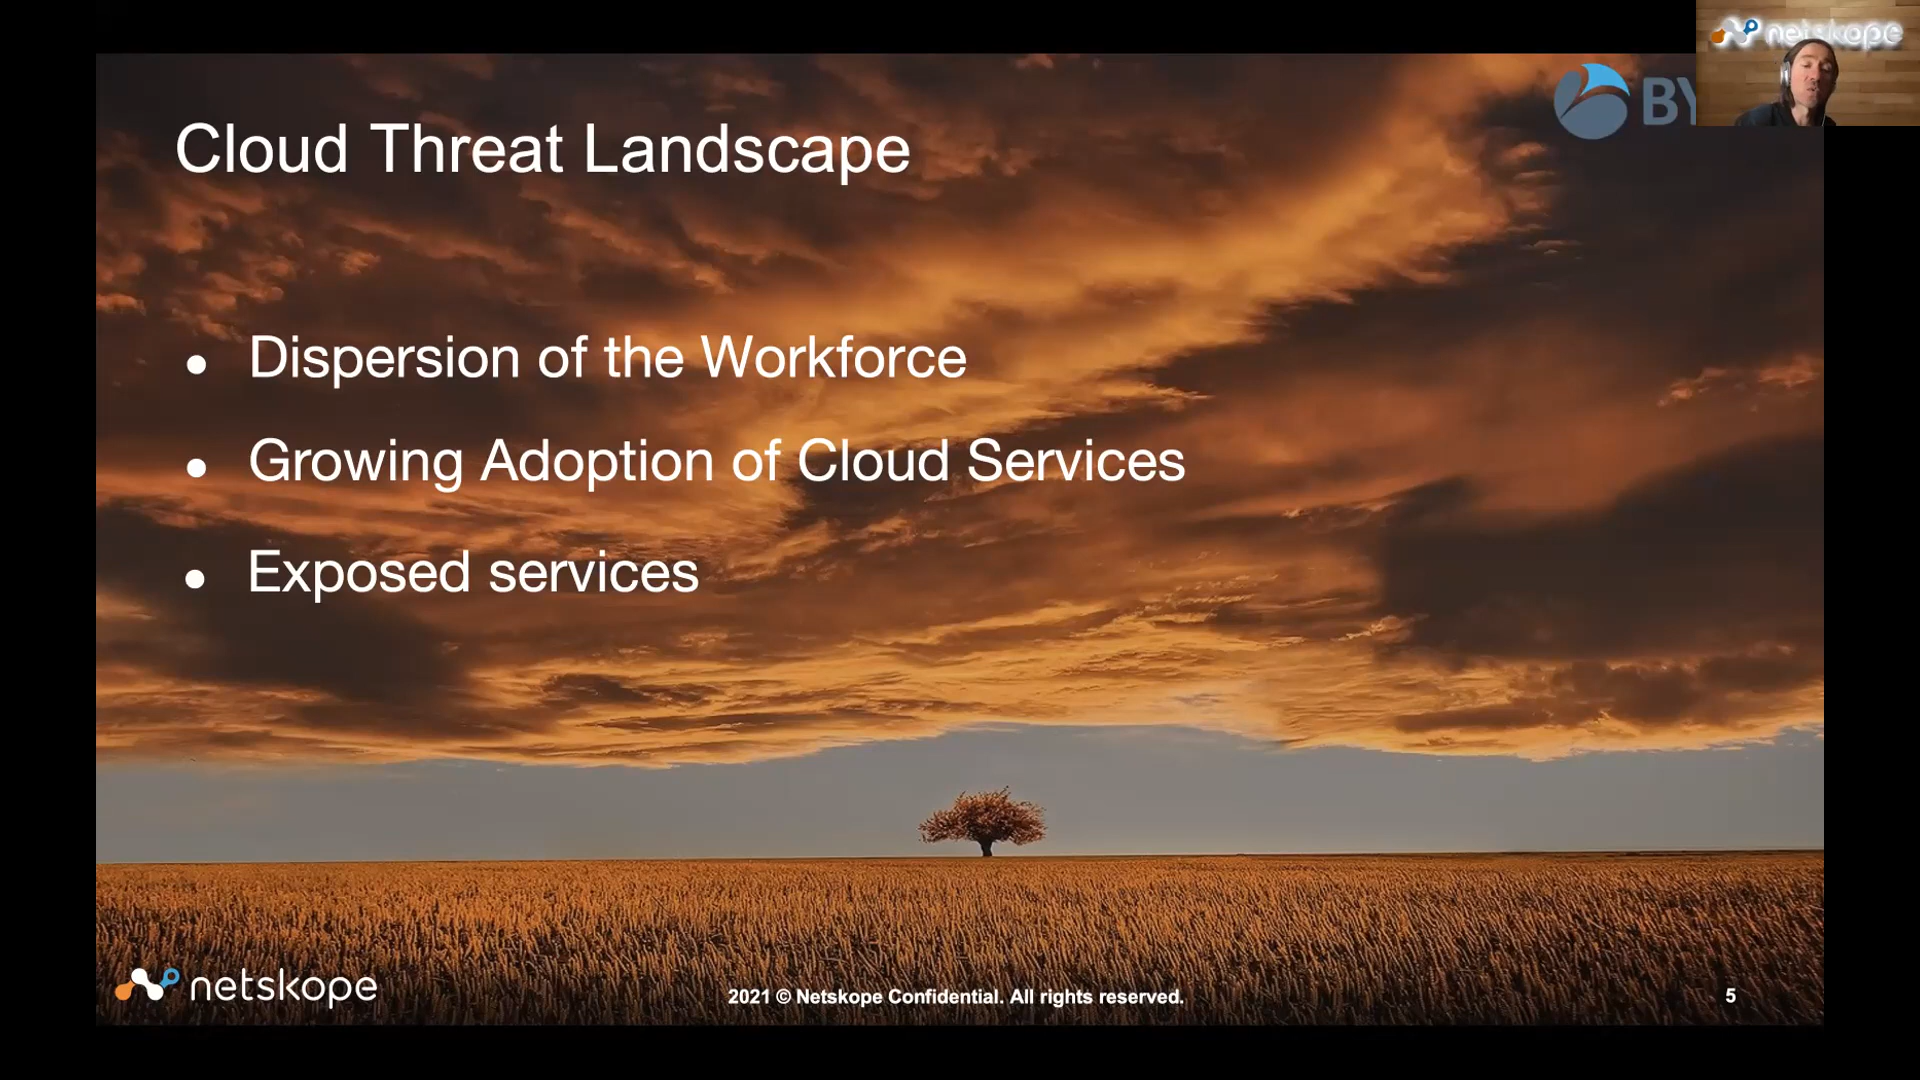 netskope
BY
Cloud Threat Landscape
• Dispersion of the Workforce
• Growing Adoption of Cloud Services
• Exposed services
netskope
2021 © Netskope Confidential. All rights reserved.
5